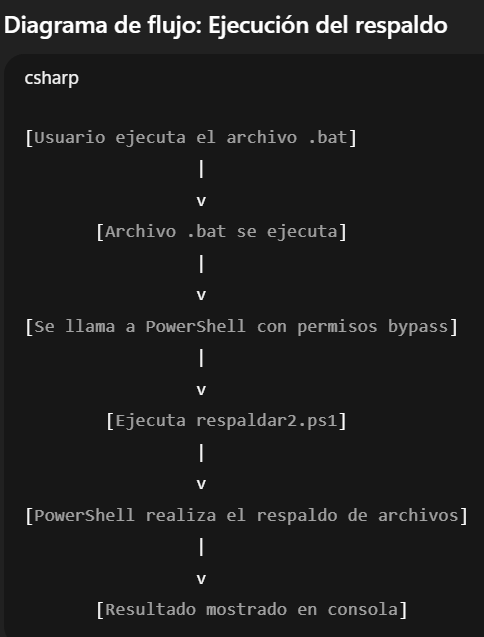 Diagrama de flujo: Ejecución del respaldo
csharp
[Usuario ejecuta el archivo .bat]
|
v
[Archivo .bat se ejecuta]
|
v
[Se llama a PowerShell con permisos bypass]
|
v
[Ejecuta respaldar2.ps1]
|
v
[PowerShell realiza el respaldo de archivos]
|
v
[Resultado mostrado en consola]